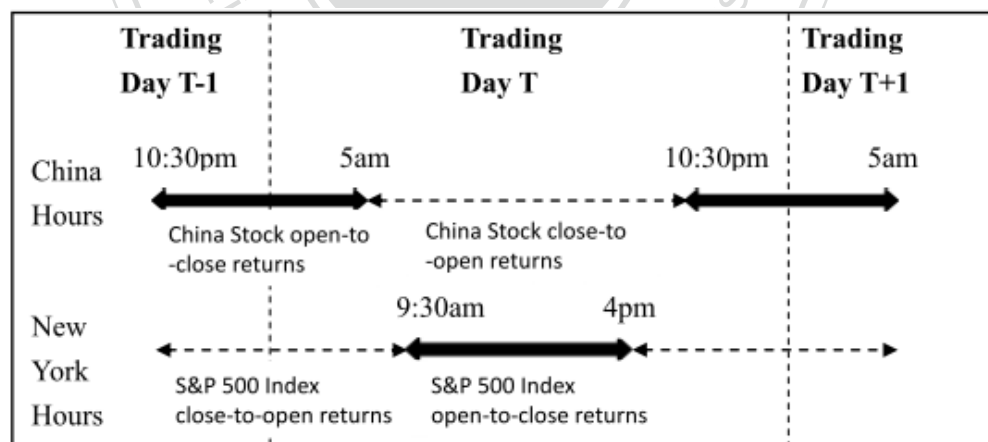 Trading Trading Trading
Day T-1 Day T Day T+1
10:30pm 5am 10:30pm 5am
China
Hours
China Stock open-to China Stock close-to
-close returns -open returns
9:30am 4pm
New
York
Hours
S&P 500 Index S&P 500 Index
close-to-open returns open-to-close returns